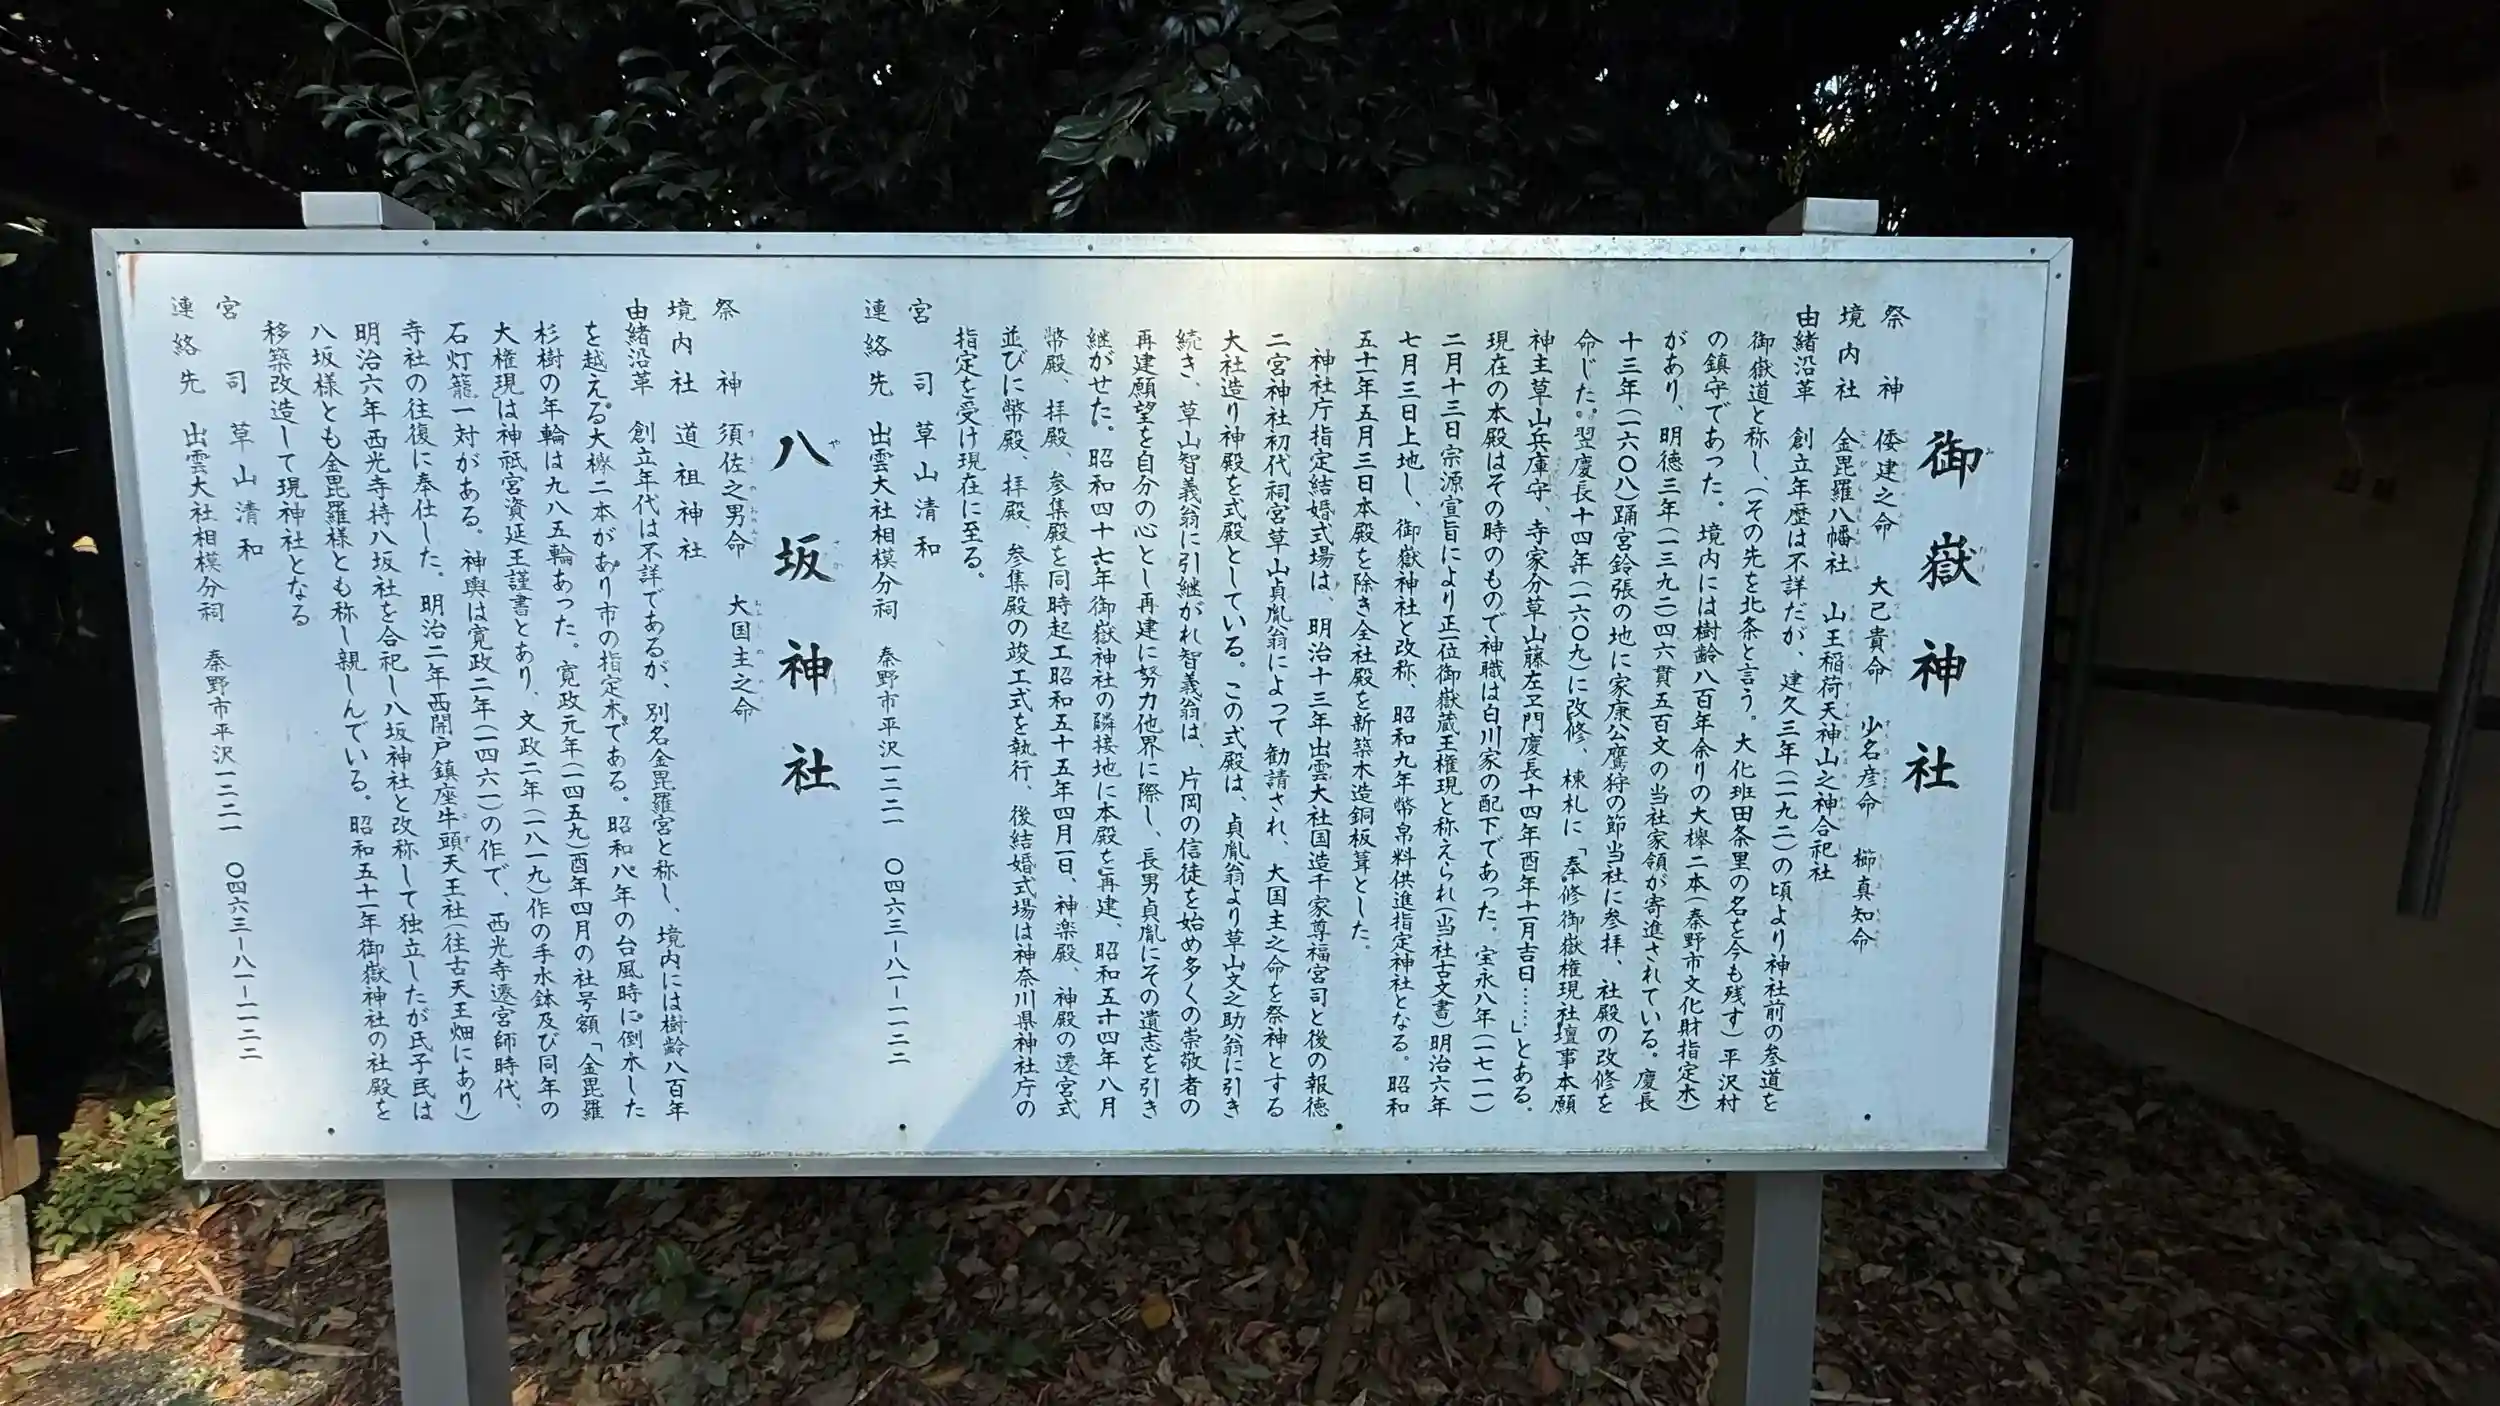 御嶽神社
祭神 倭建之命 大己貴命 少名彦命 櫛真知命
境内社 金毘羅八幡社 山王稲荷天神山之神合祀社
由緒沿革 創立年歴は不詳だが、建久三年(一一九二)の頃より神社前の参道を
御嶽道と称し、(その先を北条と言う。大化班田条里の名を今も残す)平沢村
の鎮守であった。境内には樹齢八百年余りの大欅二本(秦野市文化財指定木)
があり、明徳三年(一三九二)四六貫五百文の当社家領が寄進されている。慶長
十三年(一六〇八)踊宮鈴張の地に家康公鷹狩の節当社に参拝、社殿の改修を
命じた。翌慶長十四年(一六〇九)に改修、棟札に「奉修御嶽権現社壇事本願
神主草山兵庫守、寺家分草山藤左ヱ門慶長十四年酉年十一月吉日……」とある。
現在の本殿はその時のもので神職は白川家の配下であった。宝永八年(一七一一)
二月十三日宗源宣旨により正一位御嶽蔵王権現と称えられ(当社古文書)明治六年
七月三日上地し、御嶽神社と改称、昭和九年幣帛料供進指定神社となる。昭和
五十一年五月三日本殿を除き全社殿を新築木造銅板葺とした。
神社庁指定結婚式場は、明治十三年出雲大社国造千家尊福宮司と後の報徳
二宮神社初代祠官草山貞胤翁によって勧請され、大国主之命を祭神とする
大社造り神殿を式殿としている。この式殿は、貞胤翁より草山文之助翁に引き
続き、草山智義翁に引継がれ智義翁は、片岡の信徒を始め多くの崇敬者の
再建願望を自分の心とし再建に努力他界に際し、長男貞胤にその遺志を引き
継がせた。昭和四十七年御嶽神社の隣接地に本殿を再建、昭和五十四年八月
幣殿、拝殿、参集殿を同時起工昭和五十五年四月一日、神楽殿、神殿の遷宮式
並びに幣殿、拝殿、参集殿の竣工式を執行、後結婚式場は神奈川県神社庁の
指定を受け現在に至る。
宮司 草山清和
連絡先 出雲大社相模分祠 秦野市平沢一二二一 〇四六三－八一－一一二二
八坂神社
祭神 須佐之男命 大国主之命
境内社 道祖神社
由緒沿革 創立年代は不詳であるが、別名金毘羅宮と称し、境内には樹齢八百年
を越える大欅二本があり市の指定木である。昭和八年の台風時に倒木した
杉樹の年輪は九八五輪あった。寛政元年(一四五九)酉年四月の社号額「金毘羅
大権現」は神祇宮資延王謹書とあり、文政二年(一八一九)作の手水鉢及び同年の
石灯籠一対がある。神輿は寛政二年(一四六一)の作で、西光寺遷宮師時代、
寺社の往復に奉仕した。明治二年西開戸鎮座牛頭天王社(往古天王畑にあり)
明治六年西光寺持八坂社を合祀し八坂神社と改称して独立したが氏子民は
八坂様とも金毘羅様とも称し親しんでいる。昭和五十一年御嶽神社の社殿を
移築改造して現神社となる
宮司 草山清和
連絡先 出雲大社相模分祠 秦野市平沢一二二一 〇四六三－八一－一一二二